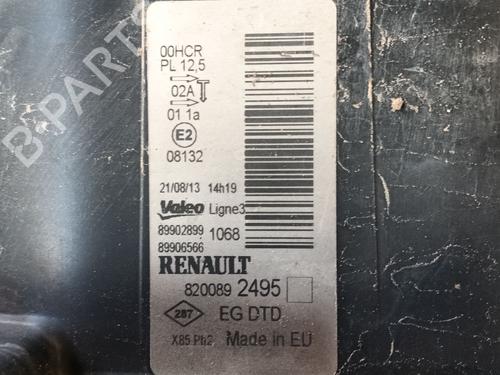 00HCR
PL 12,5
02A
01 1a
E2
08132
21/08/13 14h19
Valeo Ligne3
89902899 1068
89906566
RENAULT
820089 2495
287 EG DTD
X85 Ph2 Made in EU
B-PARTS